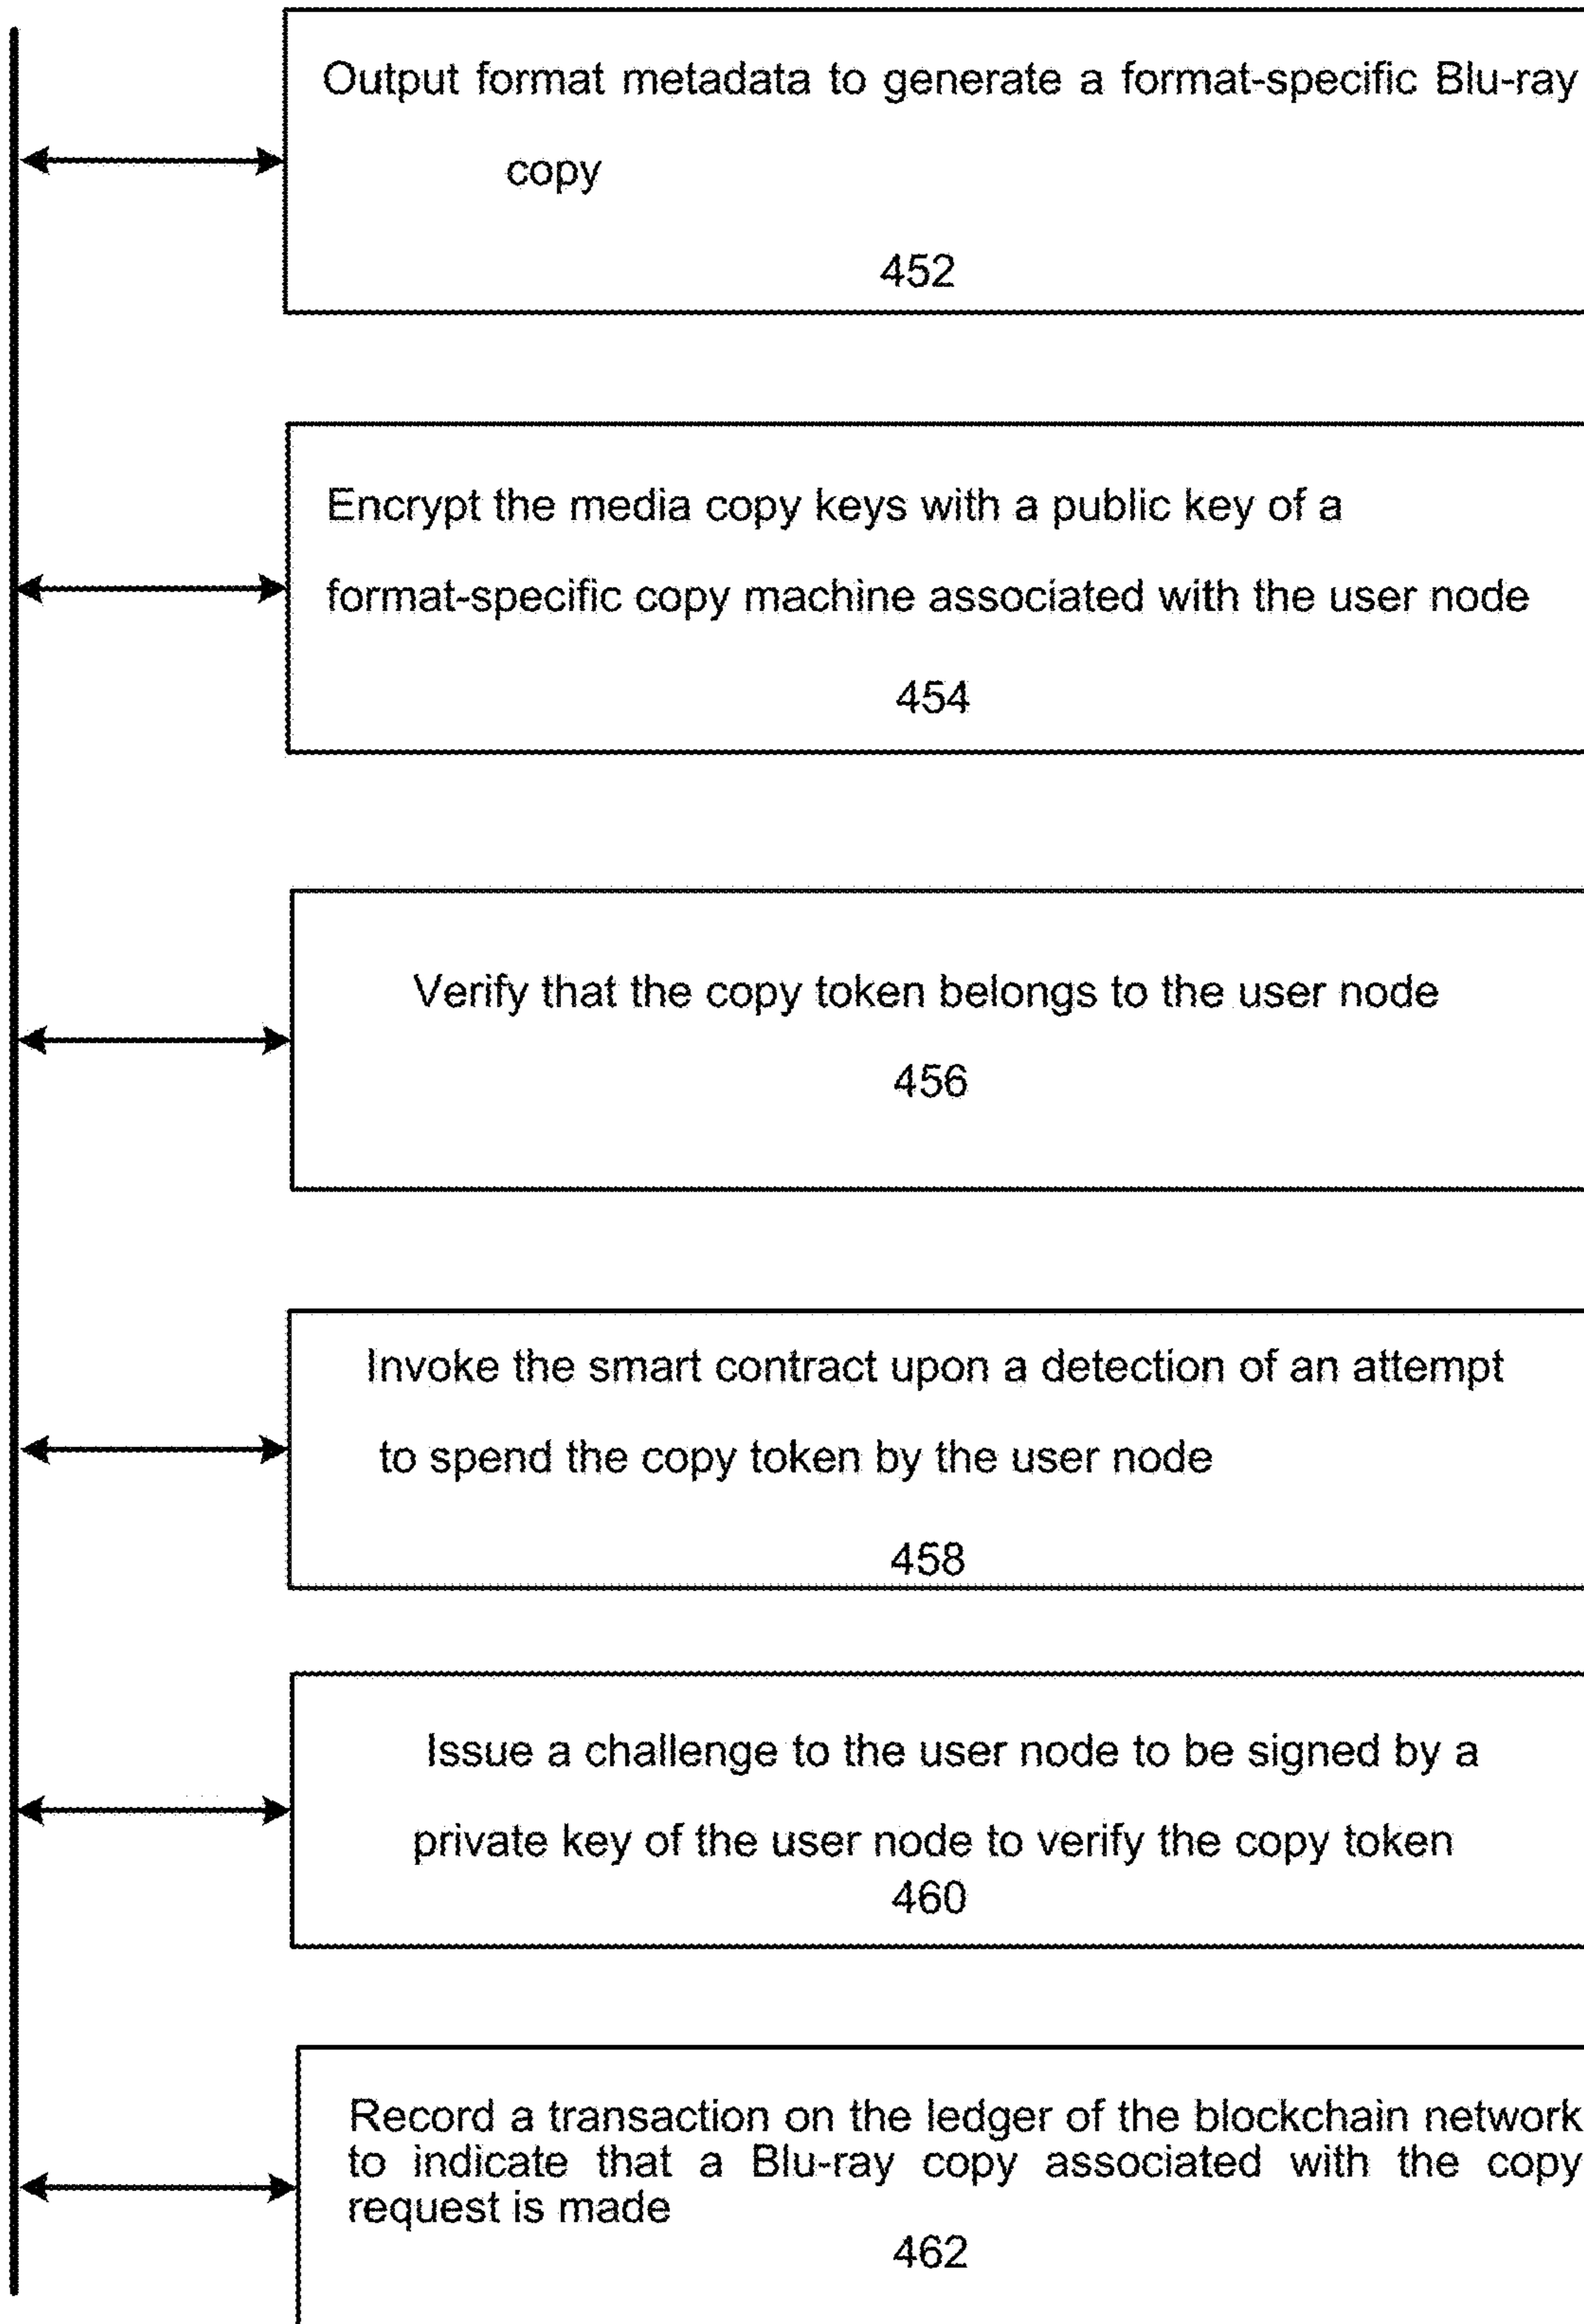 Output format metadata to generate a format-specific Blu-ray
copy
452
Encrypt the media copy keys with a public key of a
format-specific copy machine associated with the user node
454
Verify that the copy token belongs to the user node
456
Invoke the smart contract upon a detection of an attempt
to spend the copy token by the user node
458
Issue a challenge to the user node to be signed by a
private key of the user node to verify the copy token
460
Record a transaction on the ledger of the blockchain network
to indicate that a Blu-ray copy associated with the copy
request is made
462